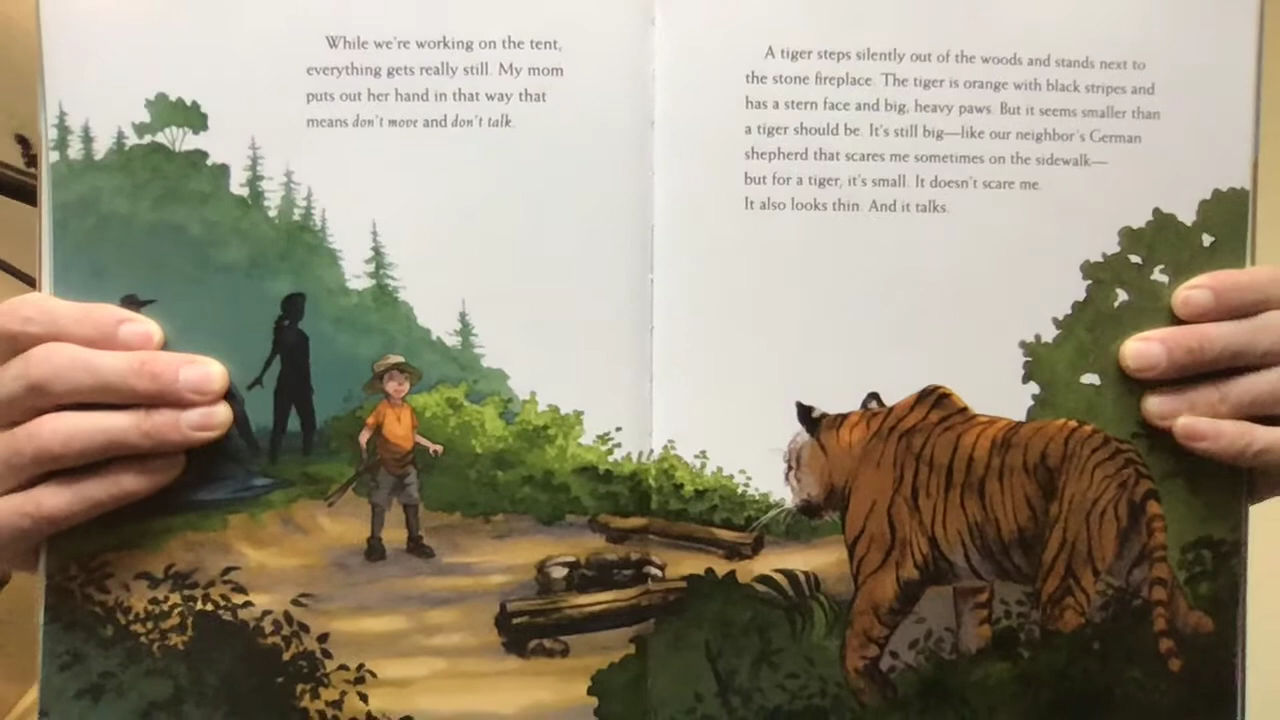 While we're working on the tent,
everything gets really still. My mom
puts out her hand in that way that
means don't move and don't talk.
A tiger steps silently out of the woods and stands next to
the stone fireplace. The tiger is orange with black stripes and
has a stern face and big, heavy paws. But it seems smaller than
a tiger should be. It's still big—like our neighbor's German
shepherd that scares me sometimes on the sidewalk—
but for a tiger, it's small. It doesn't scare me.
It also looks thin. And it talks.